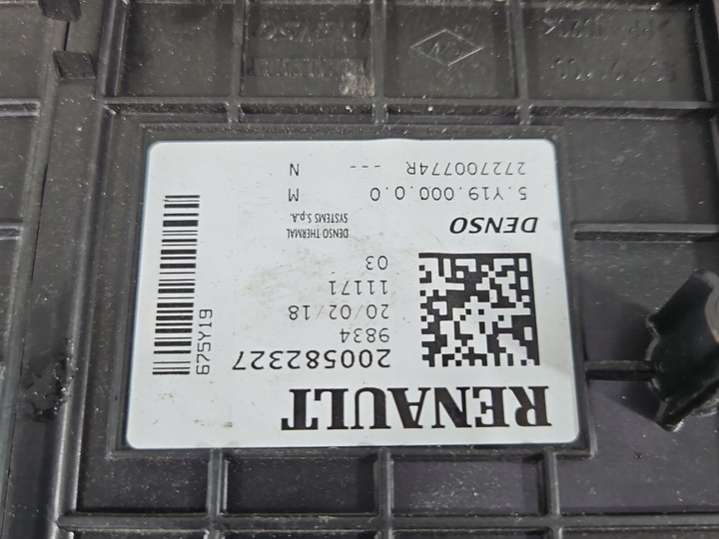 RENAULT
200582327
9834
20/02/18
11171
03
DENSO THERMAL
SYSTEMS S.p.A.
DENSO
5.Y19.000.0.0 M
272700774R --- N
675Y19